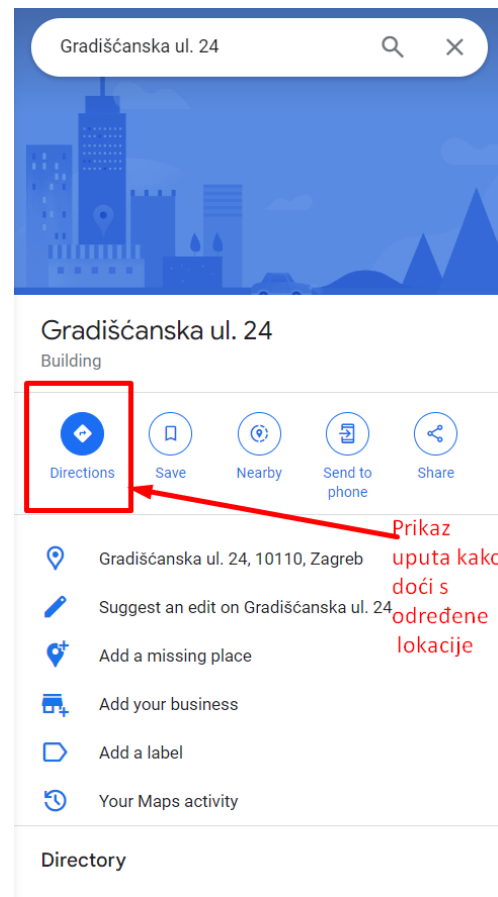 Gradišćanska ul. 24
Gradišćanska ul. 24
Building
Directions
Save
Nearby
Send to
phone
Share
Prikaz
uputa kako
doći s
određene
lokacije
Gradišćanska ul. 24, 10110, Zagreb
Suggest an edit on Gradišćanska ul. 24
Add a missing place
Add your business
Add a label
Your Maps activity
Directory